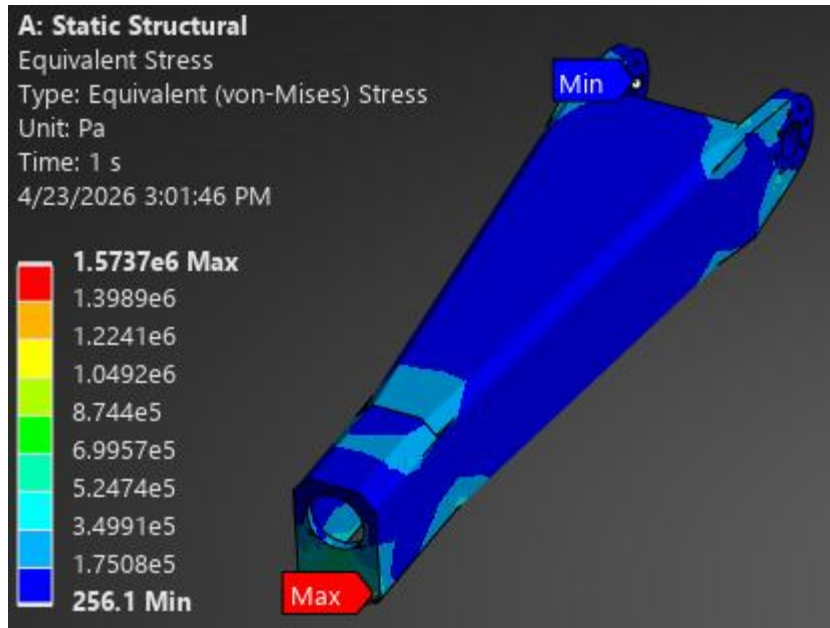 A: Static Structural
Equivalent Stress
Type: Equivalent (von-Mises) Stress
Unit: Pa
Time: 1 s
4/23/2026 3:01:46 PM
1.5737e6 Max
1.3989e6
1.2241e6
1.0492e6
8.744e5
6.9957e5
5.2474e5
3.4991e5
1.7508e5
256.1 Min
Min
Max